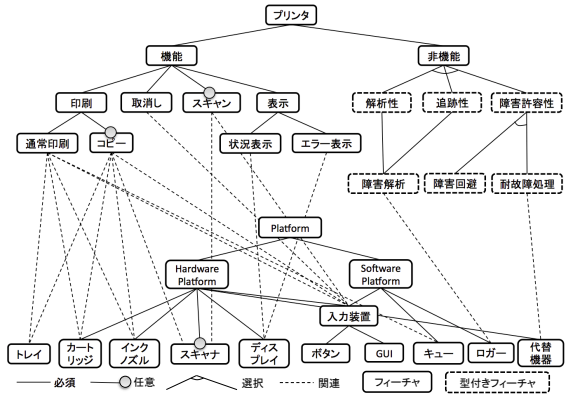 プリンタ
機能
非機能
印刷
取消し
スキャン
表示
解析性
追跡性
障害許容性
通常印刷
コピー
状況表示
エラー表示
障害解析
障害回避
耐故障処理
Platform
Hardware
Platform
Software
Platform
入力装置
トレイ
カート
リッジ
インク
ノズル
スキャナ
ディス
プレイ
ボタン
GUI
キュー
ロガー
代替
機器
必須
任意
選択
関連
フィーチャ
型付きフィーチャ